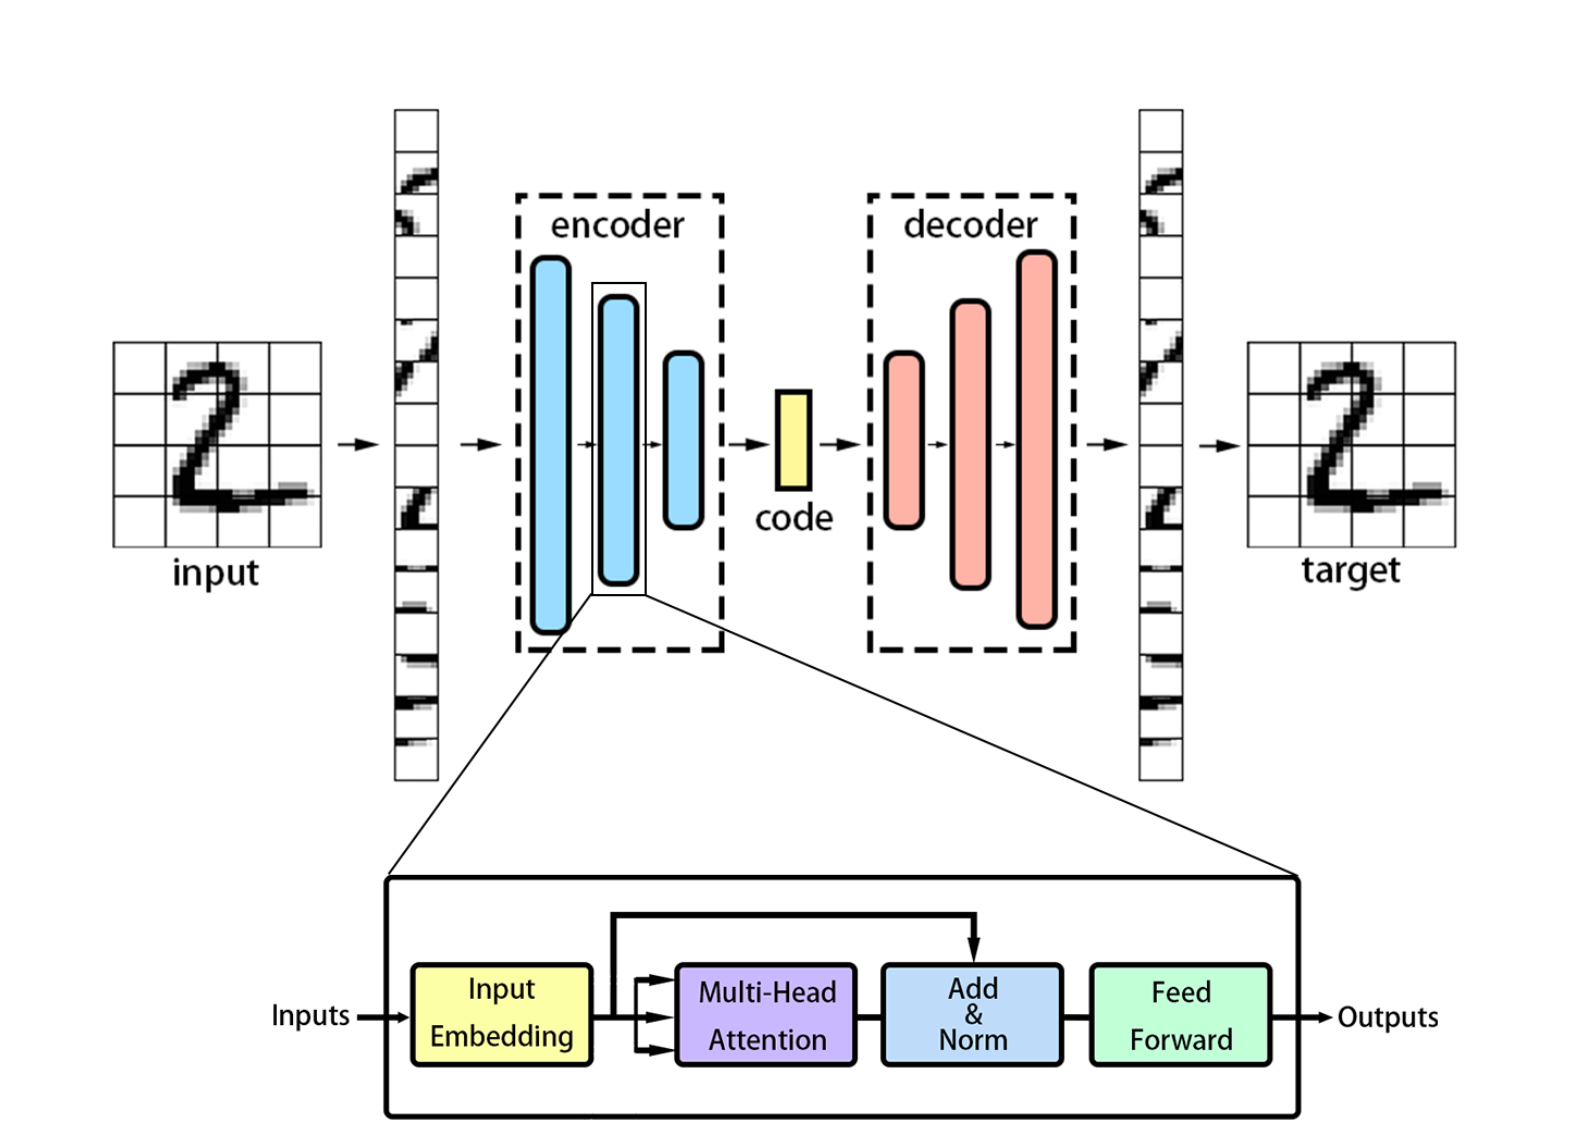 encoder
decoder
code
input
target
Inputs
Input
Embedding
Multi-Head
Attention
Add
&
Norm
Feed
Forward
Outputs